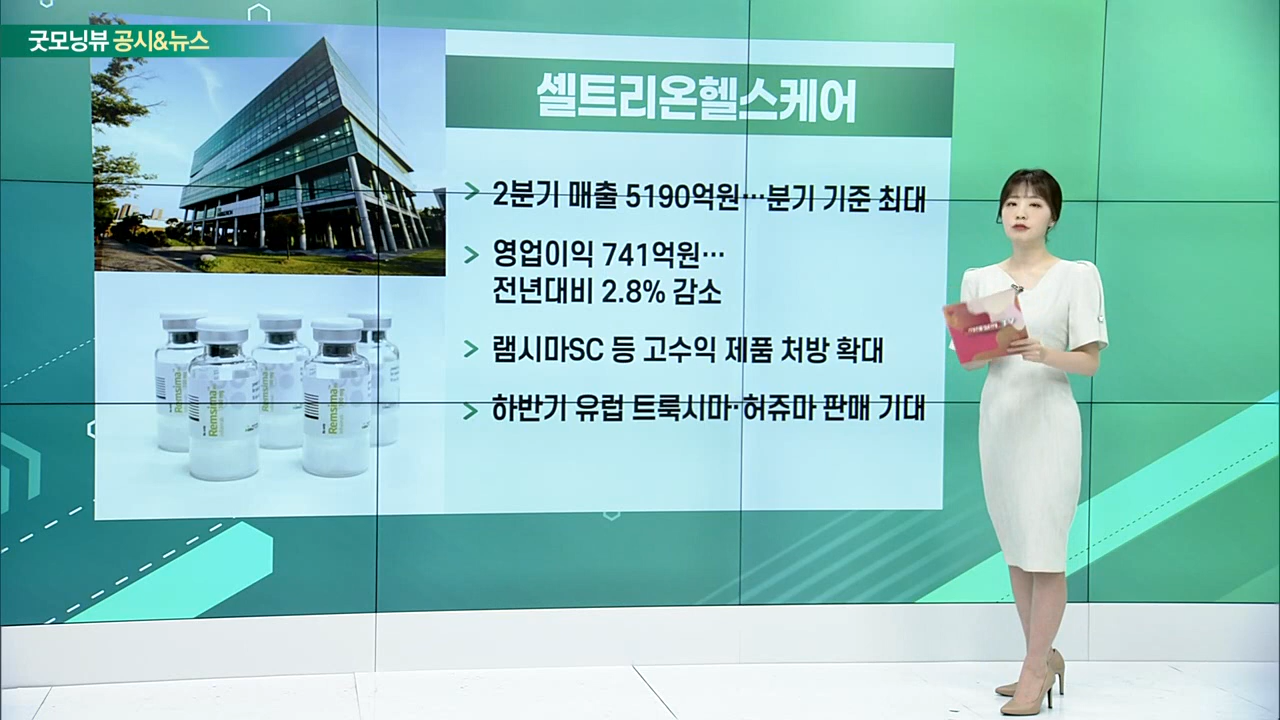 굿모닝뷰 공시&뉴스
셀트리온헬스케어
> 2분기 매출 5190억원…분기 기준 최대
> 영업이익 741억원…
전년대비 2.8% 감소
> 램시마SC 등 고수익 제품 처방 확대
> 하반기 유럽 트룩시마·허쥬마 판매 기대
Remsima
Remsima
Remsima